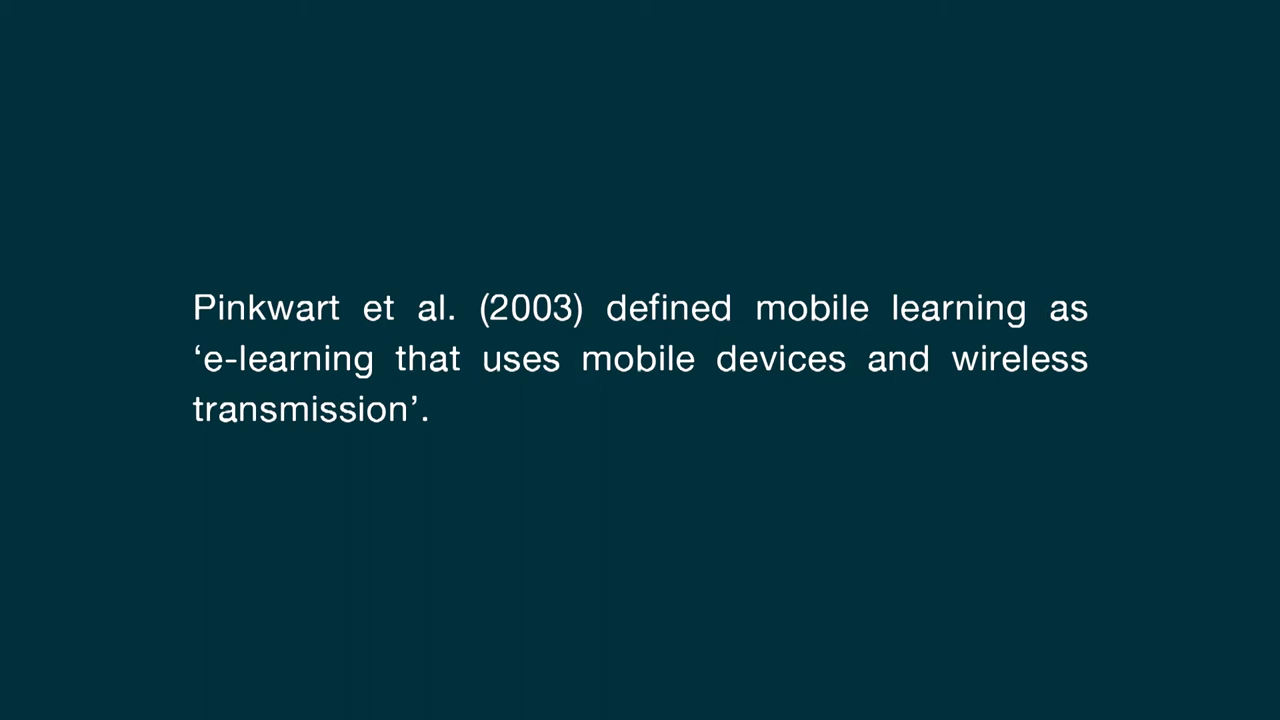 Pinkwart et al. (2003) defined mobile learning as
‘e-learning that uses mobile devices and wireless
transmission’.